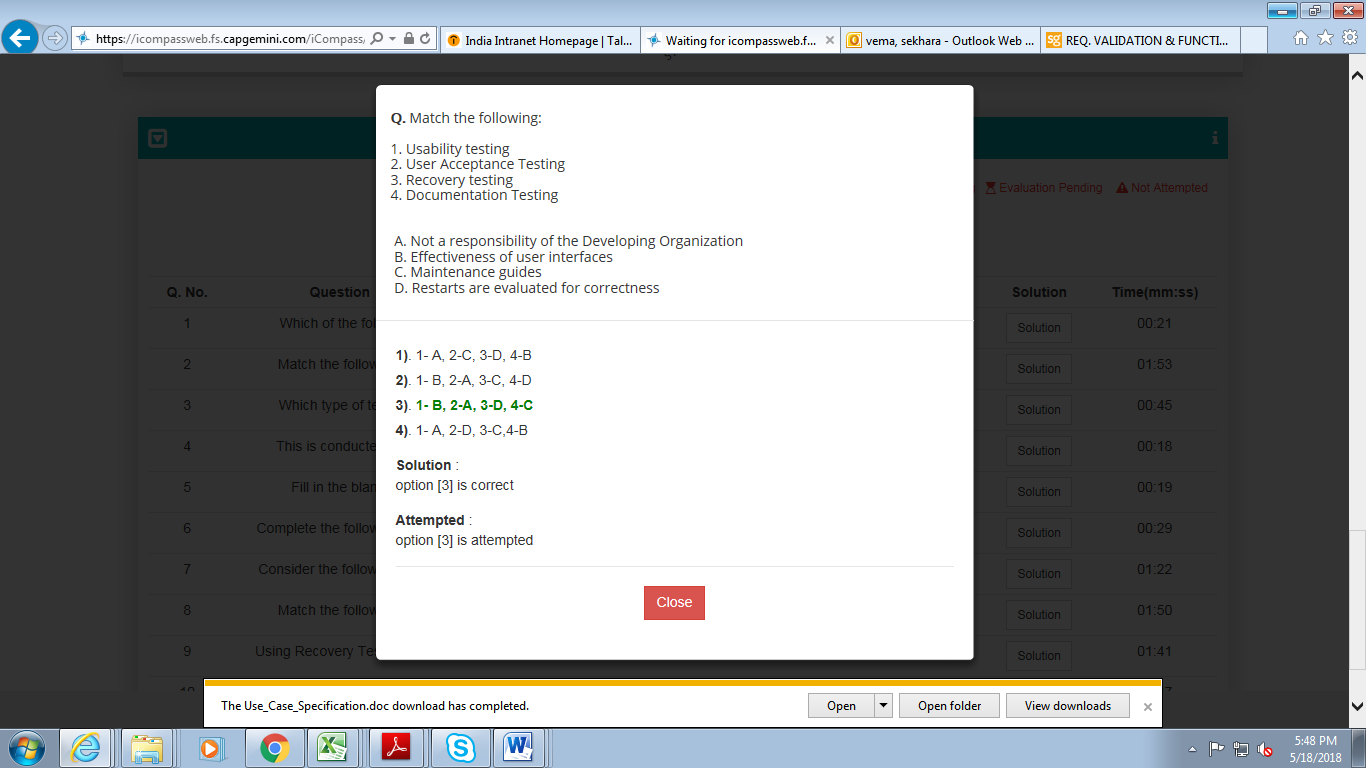 https://icompassweb.fs.capgemini.com/iCompass,
India Intranet Homepage | Tal...
Waiting for icompassweb.f...
vema, sekhara - Outlook Web ...
REQ. VALIDATION & FUNCTI...
Q. Match the following:
1. Usability testing
2. User Acceptance Testing
3. Recovery testing
4. Documentation Testing
Evaluation Pending
Not Attempted
A. Not a responsibility of the Developing Organization
B. Effectiveness of user interfaces
C. Maintenance guides
D. Restarts are evaluated for correctness
Q. No. Question Solution Time(mm:ss)
1 Which of the fol Solution 00:21
2 Match the follow Solution 01:53
3 Which type of te Solution 00:45
4 This is conducte Solution 00:18
5 Fill in the blan Solution 00:19
6 Complete the follow Solution 00:29
7 Consider the follow Solution 01:22
8 Match the follow Solution 01:50
9 Using Recovery Te Solution 01:41
1). 1- A, 2-C, 3-D, 4-B
2). 1- B, 2-A, 3-C, 4-D
3). 1- B, 2-A, 3-D, 4-C
4). 1- A, 2-D, 3-C,4-B
Solution :
option [3] is correct
Attempted :
option [3] is attempted
Close
The Use_Case_Specification.doc download has completed.
Open
Open folder
View downloads
5:48 PM
5/18/2018